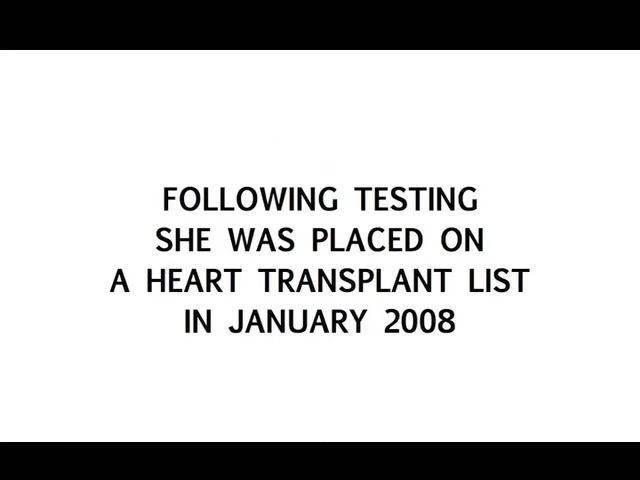 FOLLOWING TESTING
SHE WAS PLACED ON
A HEART TRANSPLANT LIST
IN JANUARY 2008